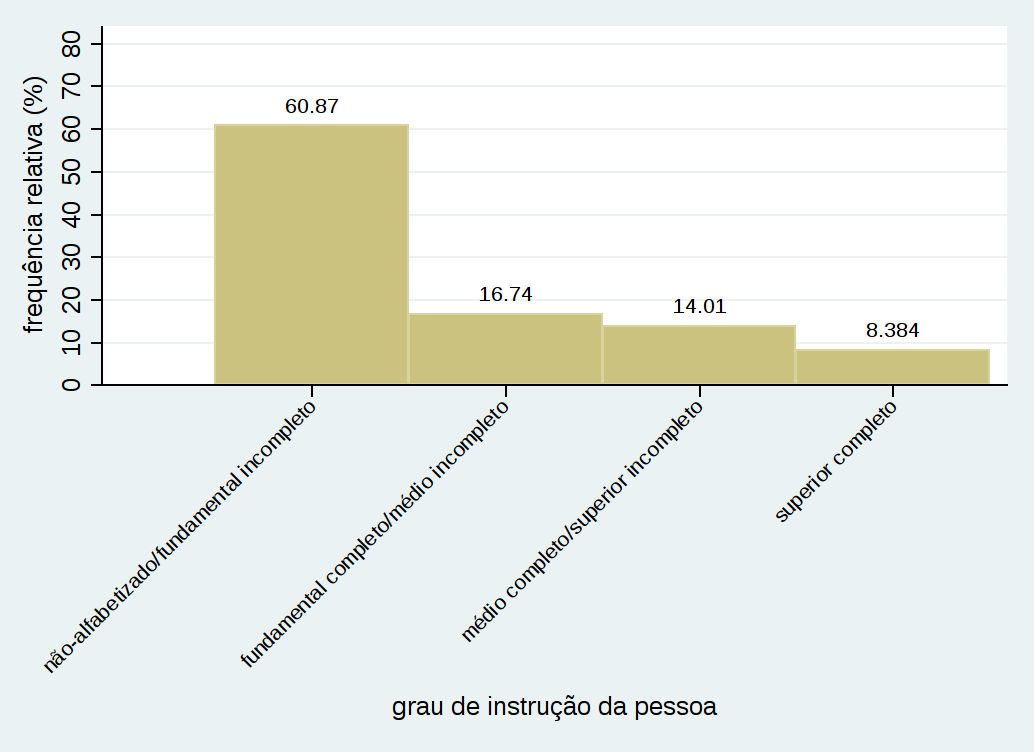 frequência relativa (%)
80
70
60
50
40
30
20
10
0
60.87
16.74
14.01
8.384
não-alfabetizado/fundamental incompleto
fundamental completo/médio incompleto
médio completo/superior incompleto
superior completo
grau de instrução da pessoa